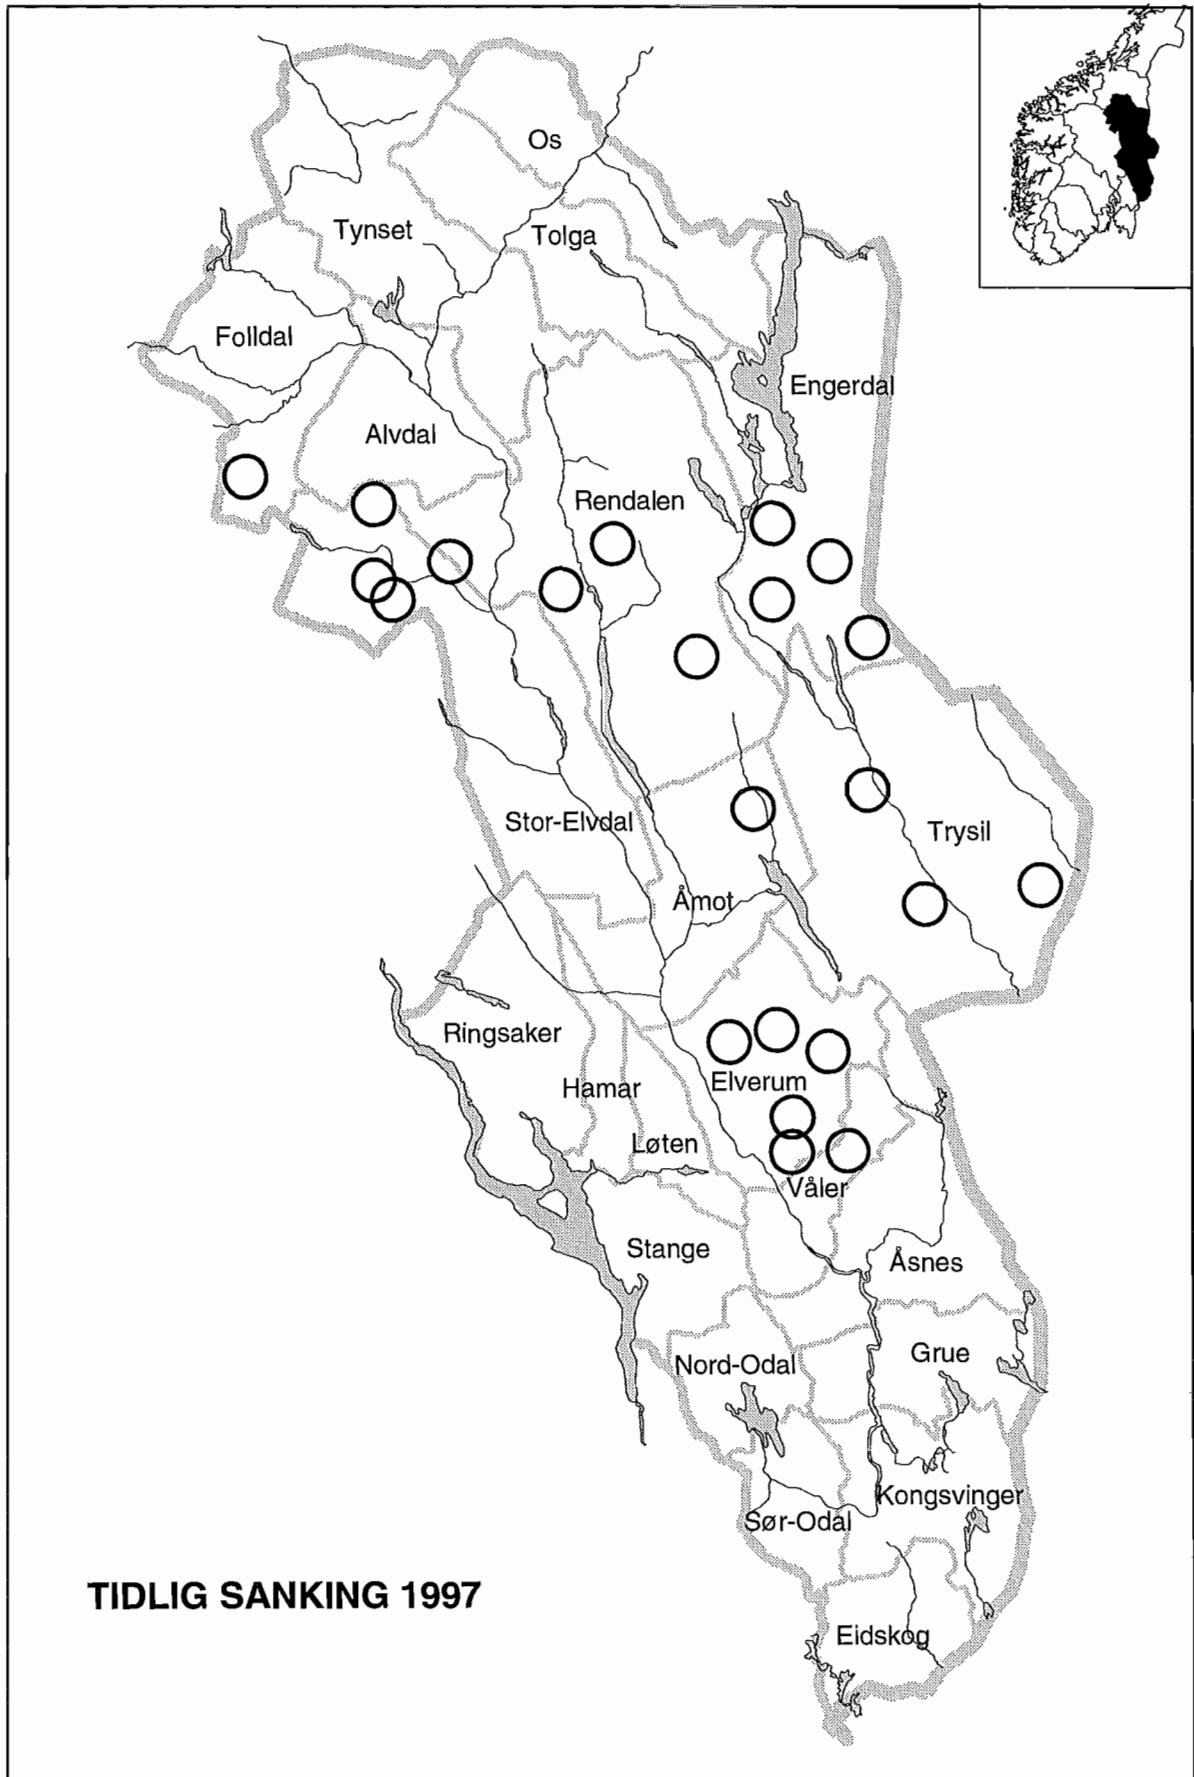 Os
Tynset
Tolga
Folldal
Engerdal
Alvdal
Rendalen
Stor-Elvdal
Trysil
Åmot
Ringsaker
Elverum
Hamar
Løten
Våler
Stange
Åsnes
Nord-Odal
Grue
Kongsvinger
Sør-Odal
TIDLIG SANKING 1997
Eidskog